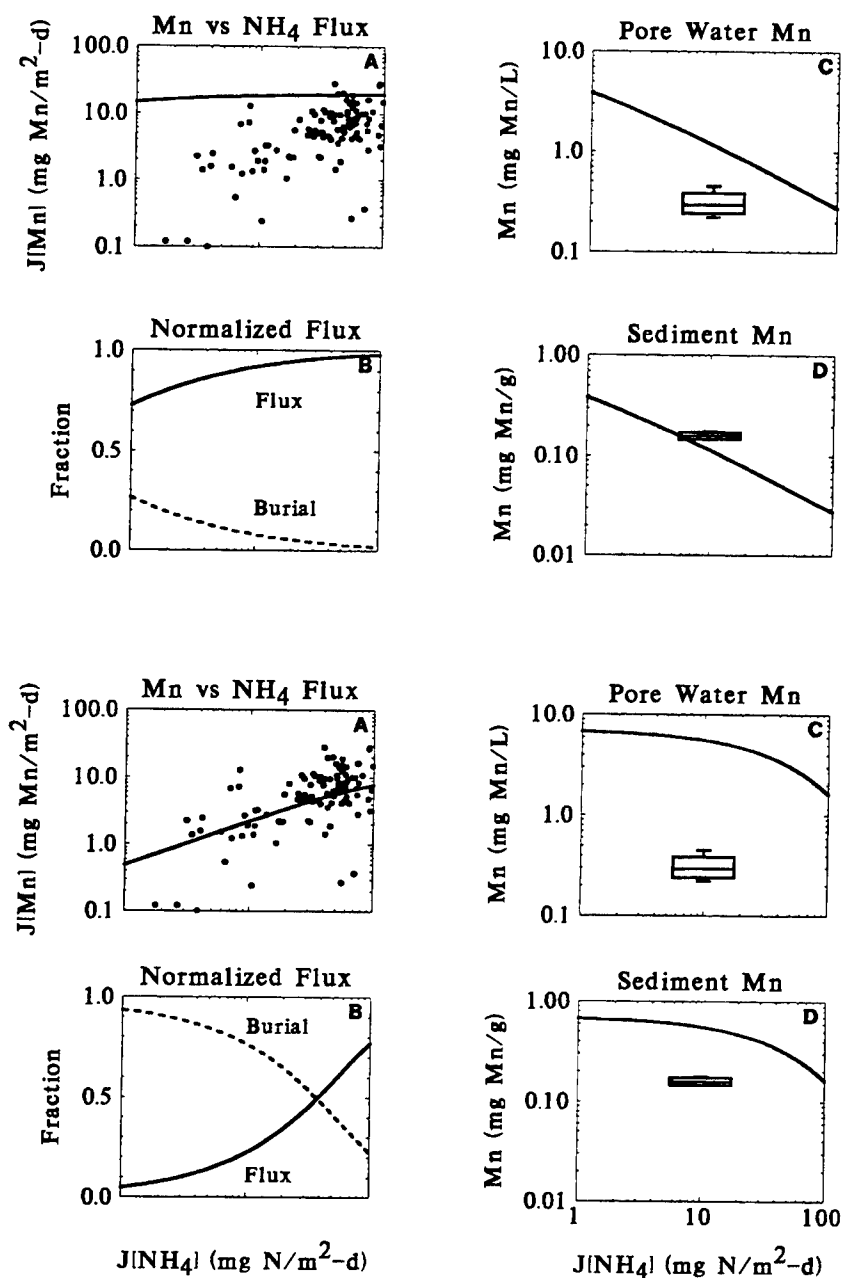 Mn vs NH4 Flux
A
100.0
10.0
1.0
0.1
J[Mn] (mg Mn/m²-d)
Pore Water Mn
C
10.0
1.0
0.1
Mn (mg Mn/L)
Normalized Flux
B
1.0
0.5
0.0
Fraction
Flux
Burial
Sediment Mn
D
1.00
0.10
0.01
Mn (mg Mn/g)
Mn vs NH4 Flux
A
100.0
10.0
1.0
0.1
J[Mn] (mg Mn/m²-d)
Pore Water Mn
C
10.0
1.0
0.1
Mn (mg Mn/L)
Normalized Flux
B
1.0
0.5
0.0
Fraction
Burial
Flux
J[NH4] (mg N/m²-d)
Sediment Mn
D
1.00
0.10
0.01
Mn (mg Mn/g)
1 10 100
J[NH4] (mg N/m²-d)